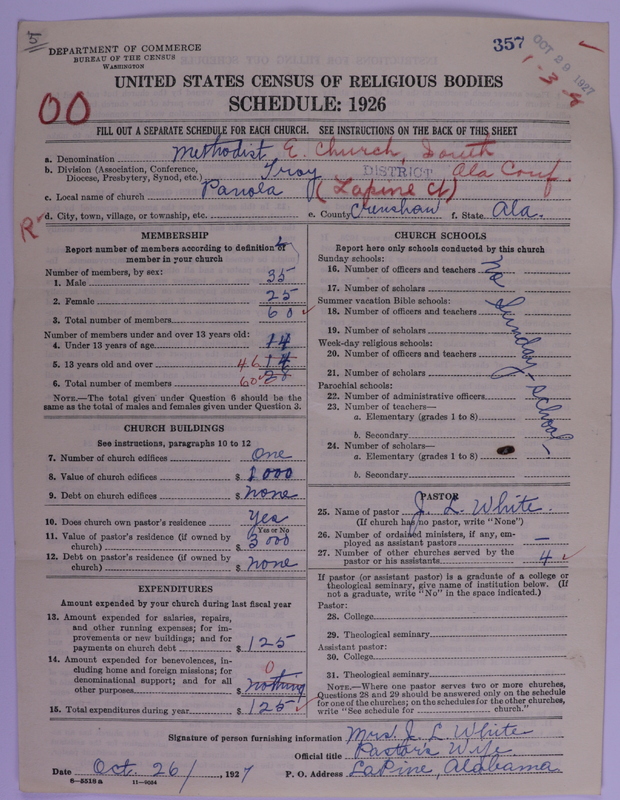 5
DEPARTMENT OF COMMERCE
BUREAU OF THE CENSUS
WASHINGTON
357
OCT 29 1927
1-3-4
UNITED STATES CENSUS OF RELIGIOUS BODIES
SCHEDULE: 1926
00
FILL OUT A SEPARATE SCHEDULE FOR EACH CHURCH. SEE INSTRUCTIONS ON THE BACK OF THIS SHEET
a. Denomination Methodist E. Church, South
b. Division (Association, Conference, Diocese, Presbytery, Synod, etc.) Troy DISTRICT Ala Conf.
c. Local name of church Panola (Lapine Ct)
R
d. City, town, village, or township, etc. e. County Crenshaw f. State Ala.
MEMBERSHIP
Report number of members according to definition of
member in your church
Number of members, by sex:
1. Male 35
2. Female 25
3. Total number of members 60
Number of members under and over 13 years old:
4. Under 13 years of age 14
5. 13 years old and over 46 14
6. Total number of members 60 28
NOTE.—The total given under Question 6 should be
the same as the total of males and females given under Question 3.
CHURCH BUILDINGS
See instructions, paragraphs 10 to 12
7. Number of church edifices One
8. Value of church edifices $ 1000
9. Debt on church edifices $ none
10. Does church own pastor's residence Yes
Yes or No
11. Value of pastor's residence (if owned by
church) $ 3000
12. Debt on pastor's residence (if owned by
church) $ none
EXPENDITURES
Amount expended by your church during last fiscal year
13. Amount expended for salaries, repairs,
and other running expenses; for im-
provements or new buildings; and for
payments on church debt $ 125
14. Amount expended for benevolences, in-
cluding home and foreign missions; for
denominational support; and for all
other purposes $ nothing 0
15. Total expenditures during year $ 125
CHURCH SCHOOLS
Report here only schools conducted by this church
Sunday schools:
16. Number of officers and teachers
17. Number of scholars
Summer vacation Bible schools:
18. Number of officers and teachers
19. Number of scholars
Week-day religious schools:
20. Number of officers and teachers
21. Number of scholars
Parochial schools:
22. Number of administrative officers
23. Number of teachers—
a. Elementary (grades 1 to 8)
b. Secondary
24. Number of scholars—
a. Elementary (grades 1 to 8)
b. Secondary
No Sunday-school-
PASTOR
25. Name of pastor J. L. White.
(If church has no pastor, write "None")
26. Number of ordained ministers, if any, em-
ployed as assistant pastors —
27. Number of other churches served by the
pastor or his assistants 4
If pastor (or assistant pastor) is a graduate of a college or
theological seminary, give name of institution below. (If
not a graduate, write "No" in the space indicated.)
Pastor:
28. College
29. Theological seminary
Assistant pastor:
30. College
31. Theological seminary
NOTE.—Where one pastor serves two or more churches,
Questions 28 and 29 should be answered only on the schedule
for one of the churches; on the schedules for the other churches,
write "See schedule for church."
Signature of person furnishing information Mrs. J. L. White
Official title Pastor's Wife
Date Oct. 26/, 1927 P. O. Address LaPine, Alabama.
8-5518a 11-9034